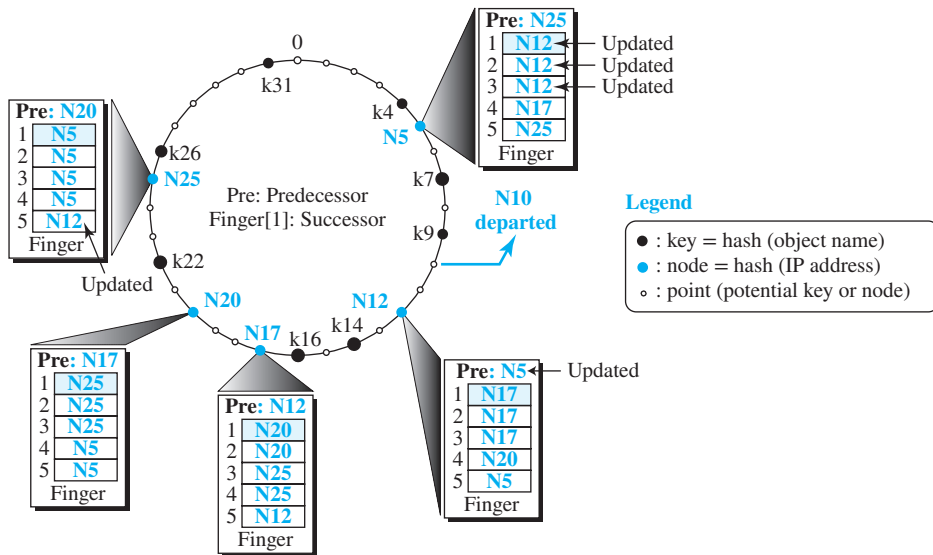 0
k31
k4
N5
k7
k9
N10
departed
N12
k14
k16
N17
N20
k22
N25
k26
Pre: Predecessor
Finger[1]: Successor
Pre: N25
1 N12 Updated
2 N12 Updated
3 N12 Updated
4 N17
5 N25
Finger
Pre: N20
1 N5
2 N5
3 N5
4 N5
5 N12
Finger
Updated
Legend
: key = hash (object name)
: node = hash (IP address)
: point (potential key or node)
Pre: N17
1 N25
2 N25
3 N25
4 N5
5 N5
Finger
Pre: N12
1 N20
2 N20
3 N25
4 N25
5 N12
Finger
Pre: N5 Updated
1 N17
2 N17
3 N17
4 N20
5 N5
Finger